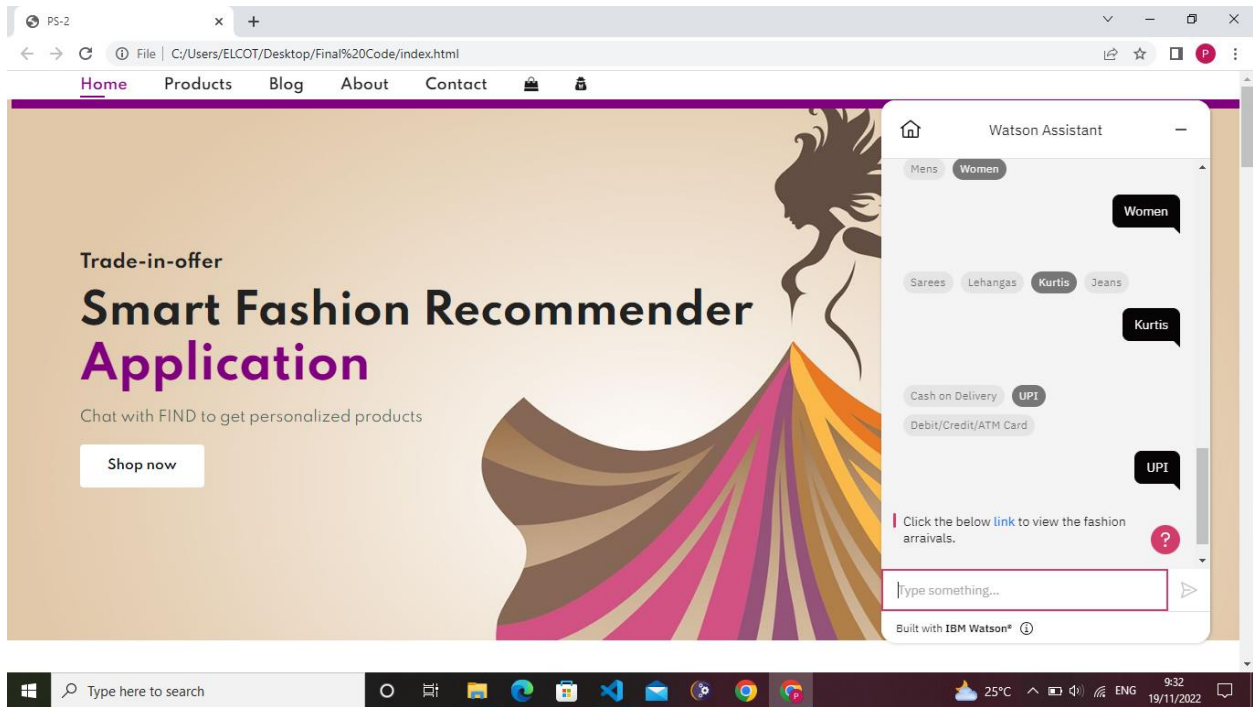 PS-2
File | C:/Users/ELCOT/Desktop/Final%20Code/index.html
P
Home Products Blog About Contact
Trade-in-offer
Smart Fashion Recommender
Application
Chat with FIND to get personalized products
Shop now
Watson Assistant
Mens Women
Women
Sarees Lehangas Kurtis Jeans
Kurtis
Cash on Delivery UPI
Debit/Credit/ATM Card
UPI
Click the below link to view the fashion
arraivals.
?
Type something...
Built with IBM Watson®
Type here to search
25°C ENG
9:32
19/11/2022